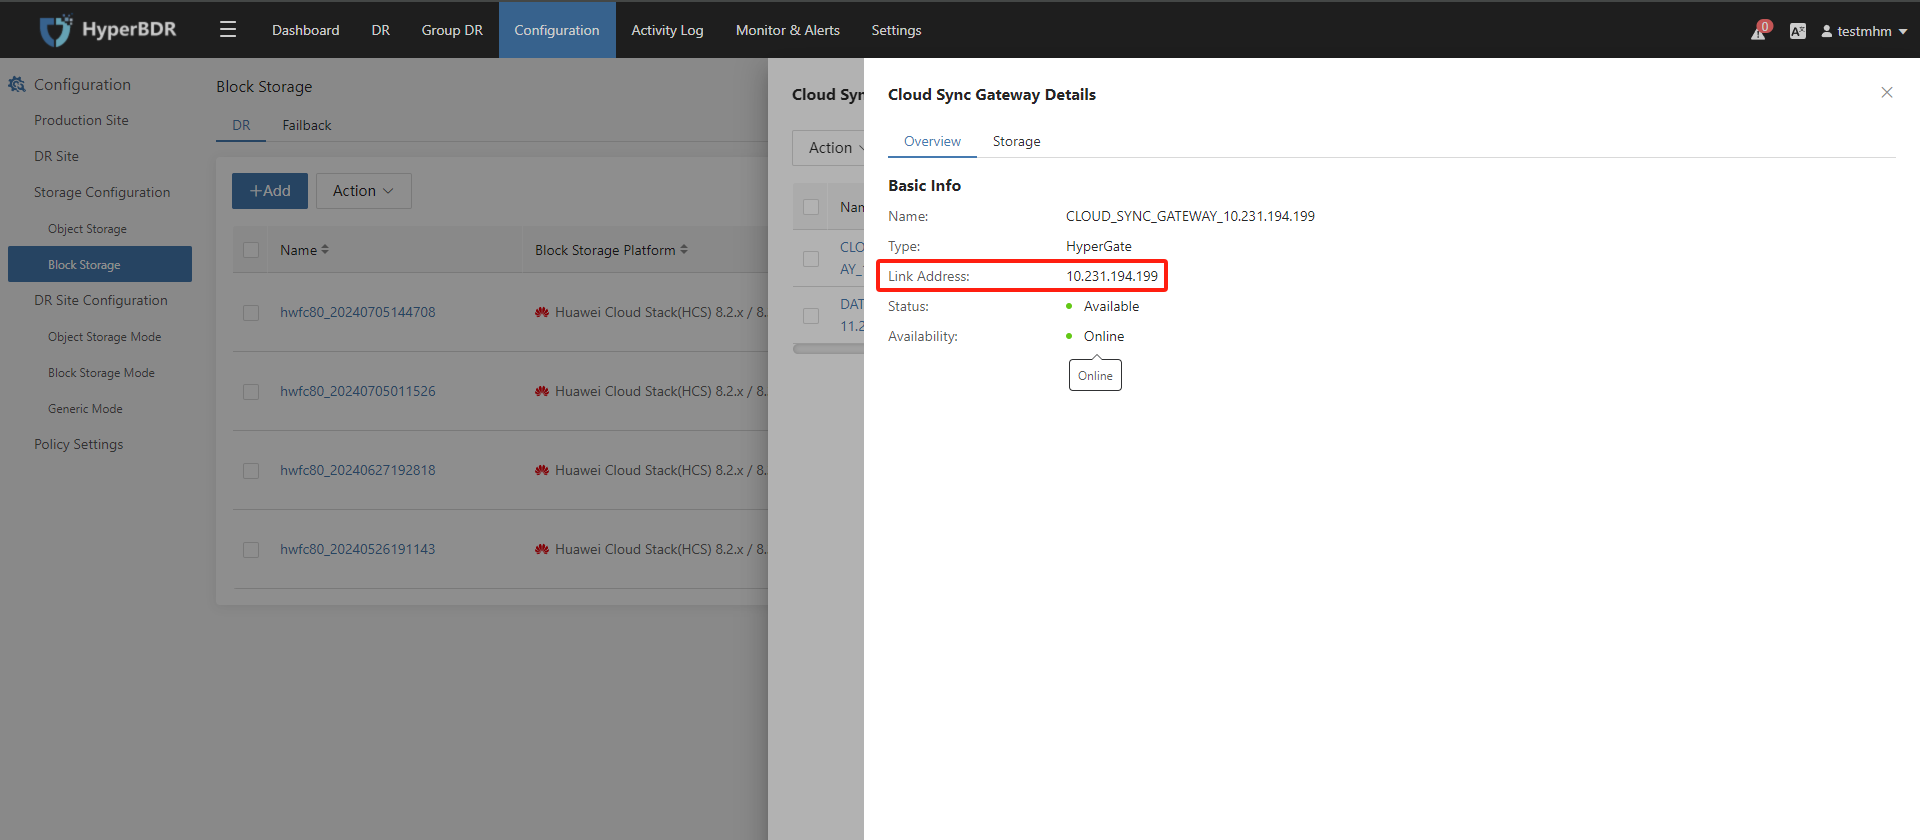 HyperBDR
Dashboard
DR
Group DR
Configuration
Activity Log
Monitor & Alerts
Settings
0
testmhm
Configuration
Production Site
DR Site
Storage Configuration
Object Storage
Block Storage
DR Site Configuration
Object Storage Mode
Block Storage Mode
Generic Mode
Policy Settings
Block Storage
DR
Failback
+Add
Action
Name
Block Storage Platform
hwfc80_20240705144708
Huawei Cloud Stack(HCS) 8.2.x / 8.
hwfc80_20240705011526
Huawei Cloud Stack(HCS) 8.2.x / 8.
hwfc80_20240627192818
Huawei Cloud Stack(HCS) 8.2.x / 8.
hwfc80_20240526191143
Huawei Cloud Stack(HCS) 8.2.x / 8.
Cloud Syn
Action
Nam
CLO
AY_
DAT
11.2
Cloud Sync Gateway Details
Overview
Storage
Basic Info
Name: CLOUD_SYNC_GATEWAY_10.231.194.199
Type: HyperGate
Link Address: 10.231.194.199
Status: Available
Availability: Online
Online